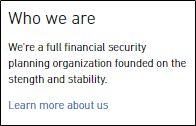 Who we are
We're a full financial security
planning organization founded on the
stength and stability.
Learn more about us